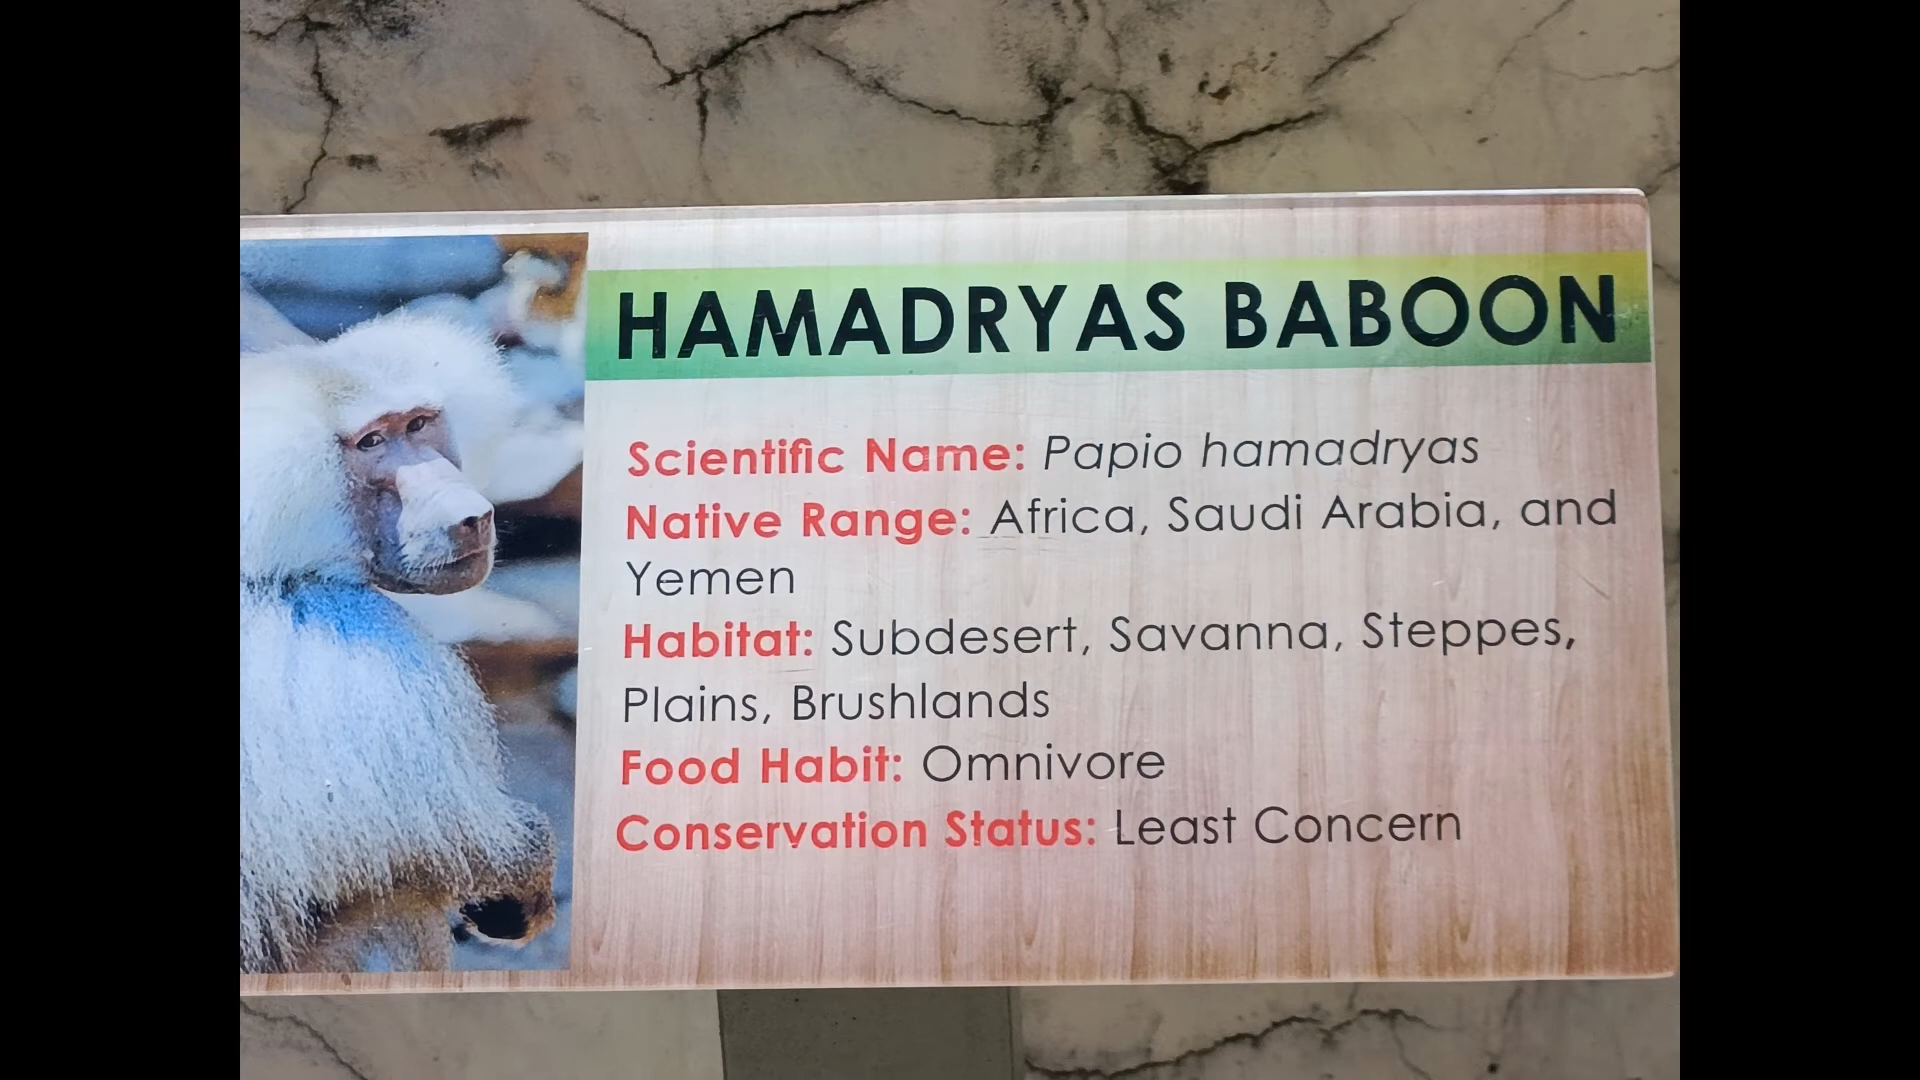 HAMADRYAS BABOON
Scientific Name: Papio hamadryas
Native Range: Africa, Saudi Arabia, and
Yemen
Habitat: Subdesert, Savanna, Steppes,
Plains, Brushlands
Food Habit: Omnivore
Conservation Status: Least Concern